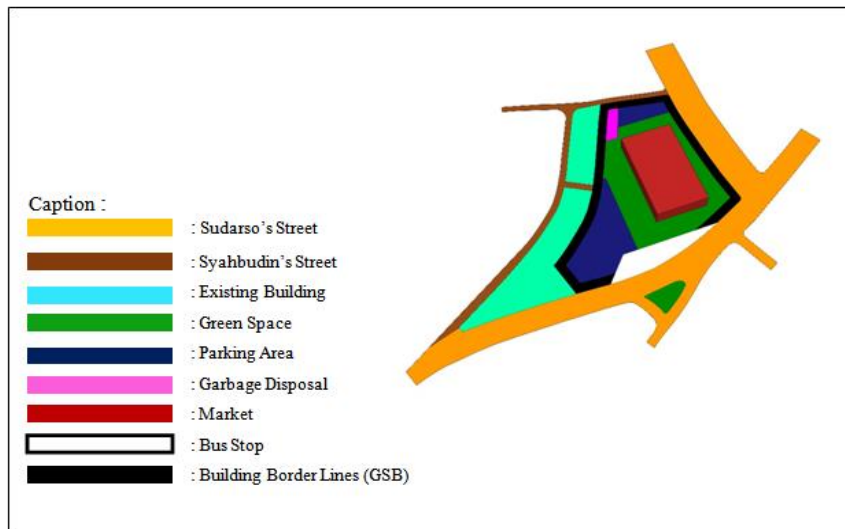 Caption :
: Sudarso's Street
: Syahbudin's Street
: Existing Building
: Green Space
: Parking Area
: Garbage Disposal
: Market
: Bus Stop
: Building Border Lines (GSB)